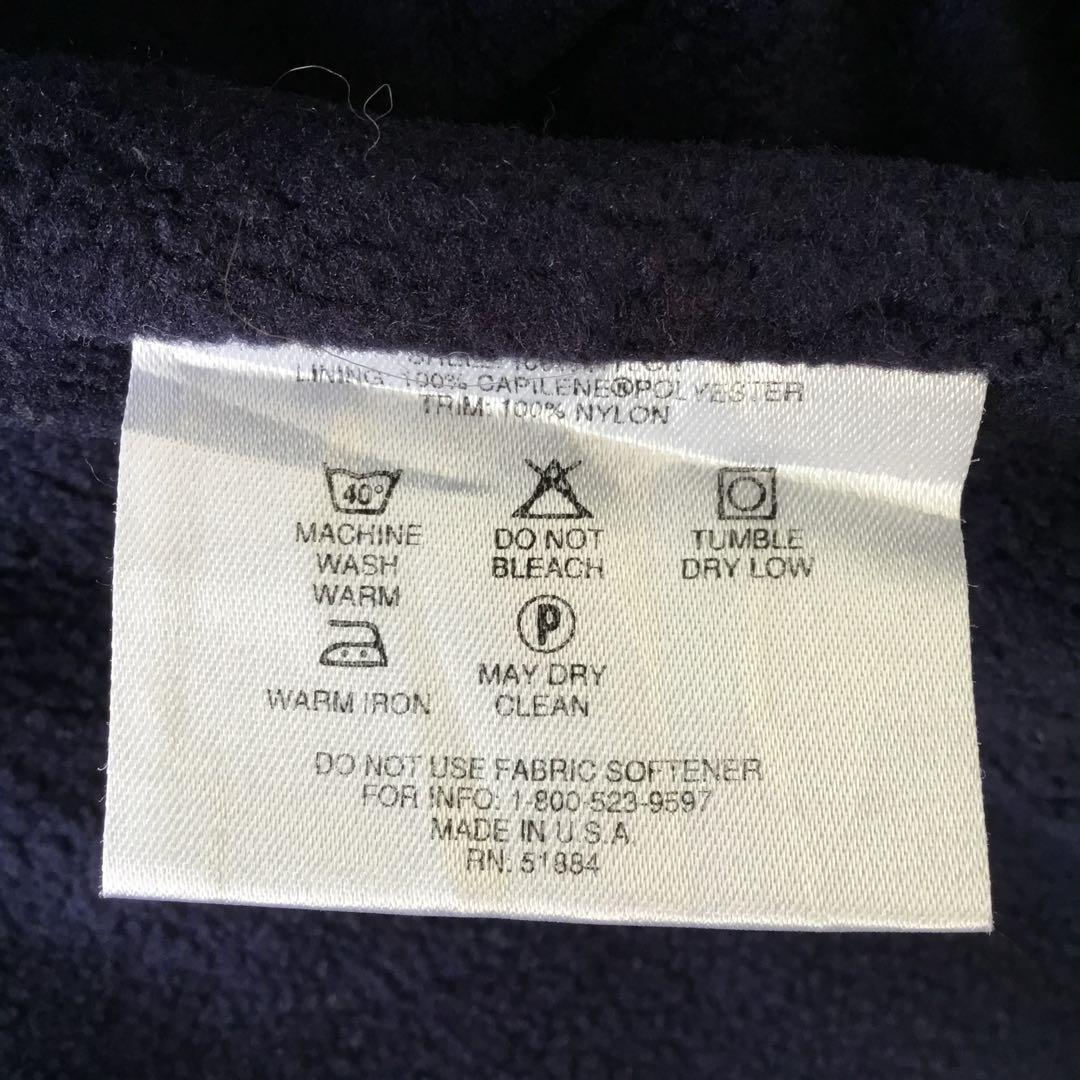 LINING: 100% CAPILENE®POLYESTER
TRIM: 100% NYLON
40°
MACHINE
WASH
WARM
DO NOT
BLEACH
TUMBLE
DRY LOW
WARM IRON
P
MAY DRY
CLEAN
DO NOT USE FABRIC SOFTENER
FOR INFO: 1-800-523-9597
MADE IN U.S.A.
RN: 51884